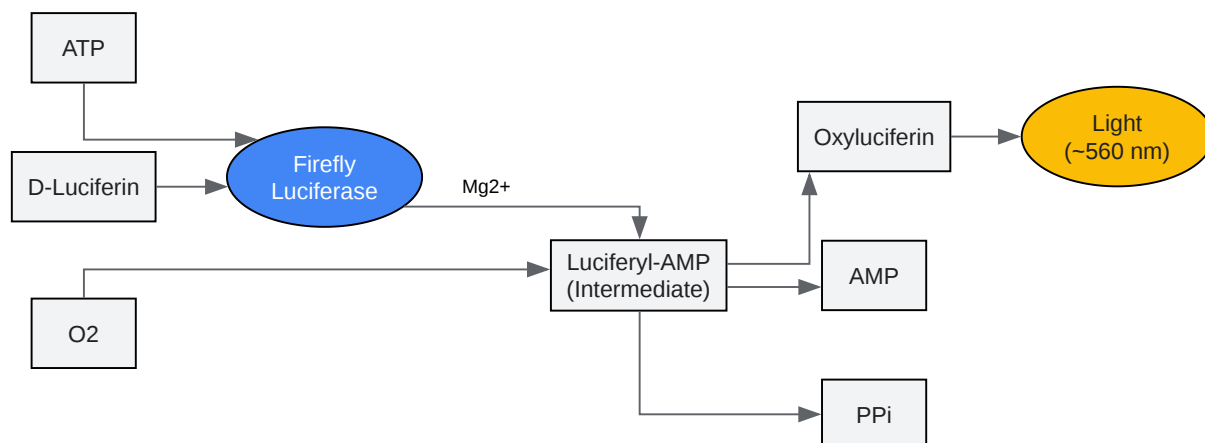 ATP
D-Luciferin
Firefly
Luciferase
Mg2+
O2
Luciferyl-AMP
(Intermediate)
Oxyluciferin
Light
(~560 nm)
AMP
PPi